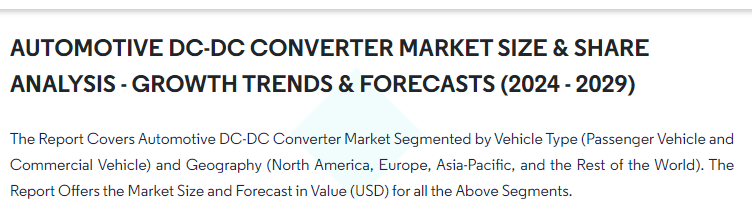 AUTOMOTIVE DC-DC CONVERTER MARKET SIZE & SHARE
ANALYSIS - GROWTH TRENDS & FORECASTS (2024 - 2029)
The Report Covers Automotive DC-DC Converter Market Segmented by Vehicle Type (Passenger Vehicle and
Commercial Vehicle) and Geography (North America, Europe, Asia-Pacific, and the Rest of the World). The
Report Offers the Market Size and Forecast in Value (USD) for all the Above Segments.